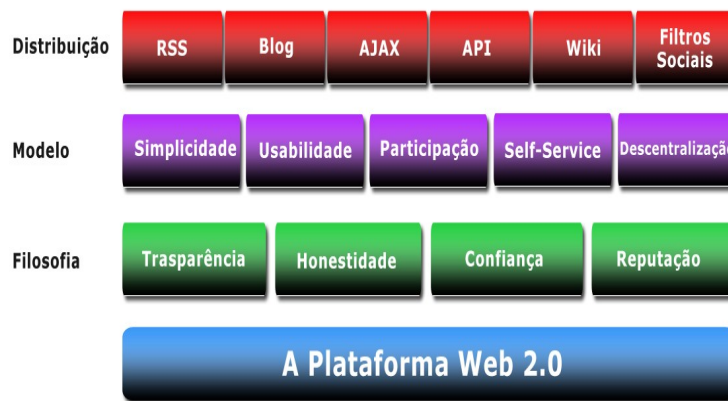 Distribuição RSS Blog AJAX API Wiki Filtros Sociais
Modelo Simplicidade Usabilidade Participação Self-Service Descentralizaçã
Filosofia Trasparência Honestidade Confiança Reputação
A Plataforma Web 2.0